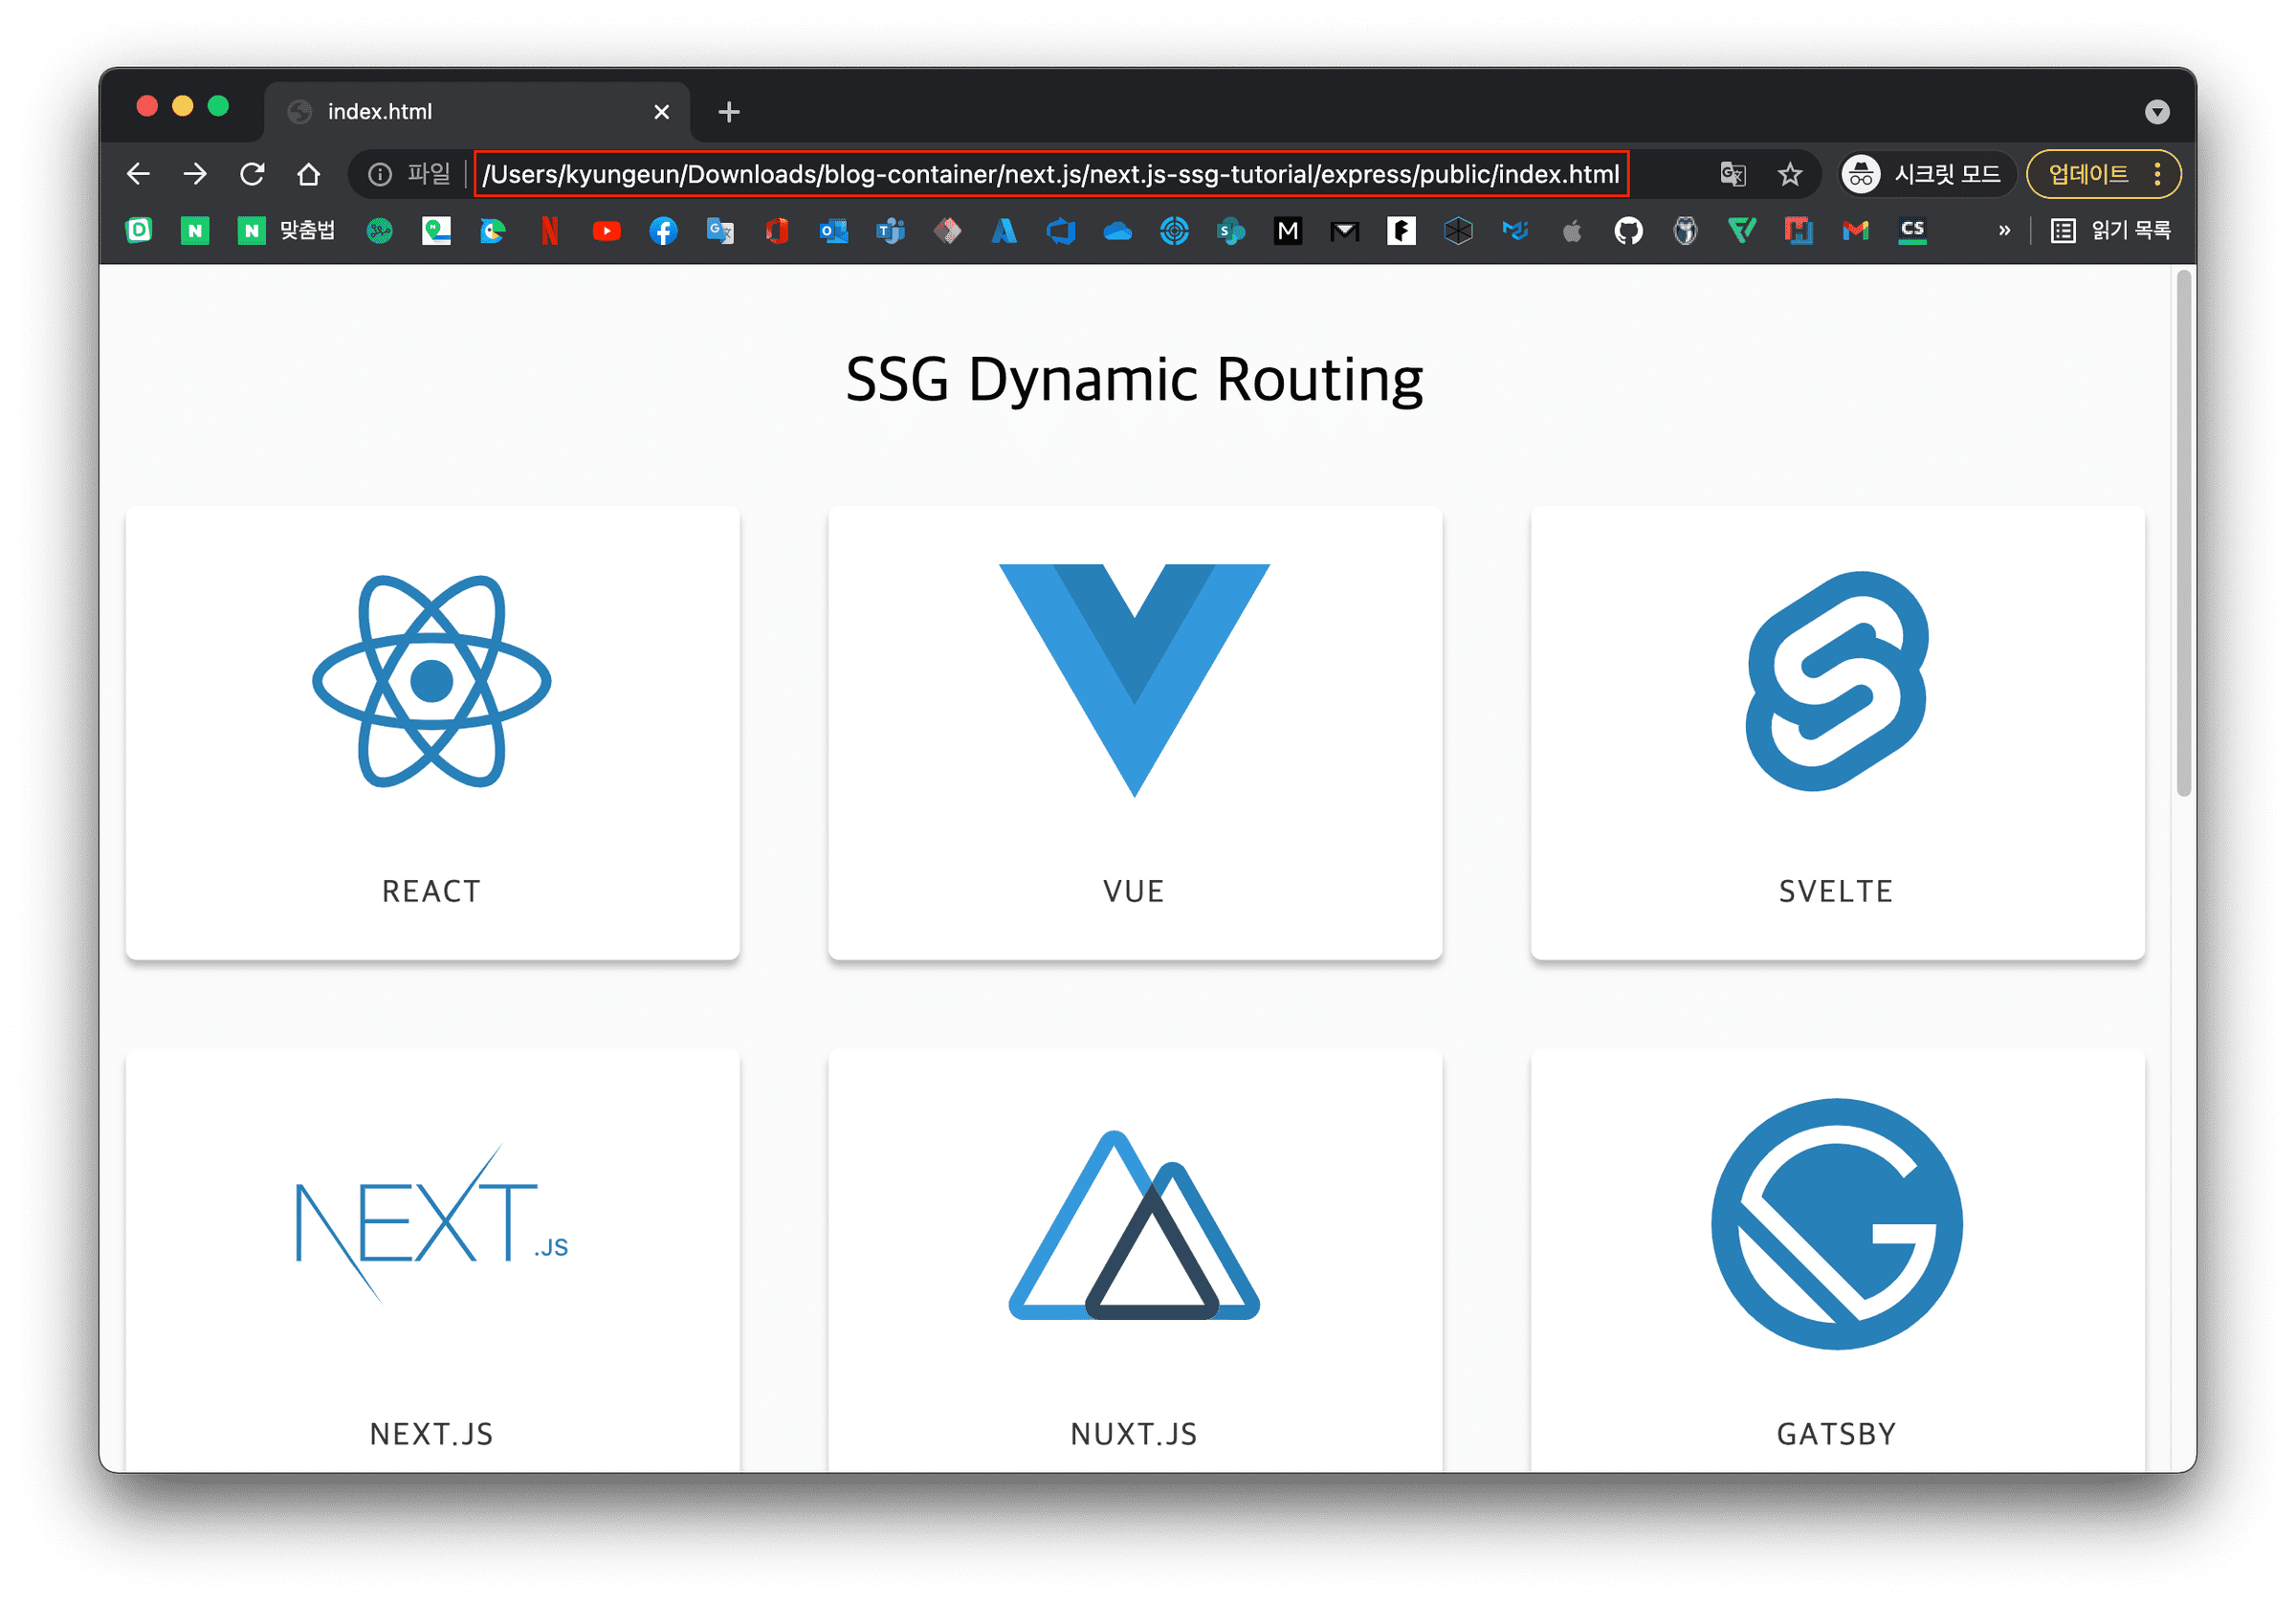 index.html
파일 /Users/kyungeun/Downloads/blog-container/next.js/next.js-ssg-tutorial/express/public/index.html 시크릿 모드 업데이트
D N N 맞춤법 M CS » 읽기 목록
SSG Dynamic Routing
REACT VUE SVELTE
NEXT.JS
NEXT.JS NUXT.JS GATSBY